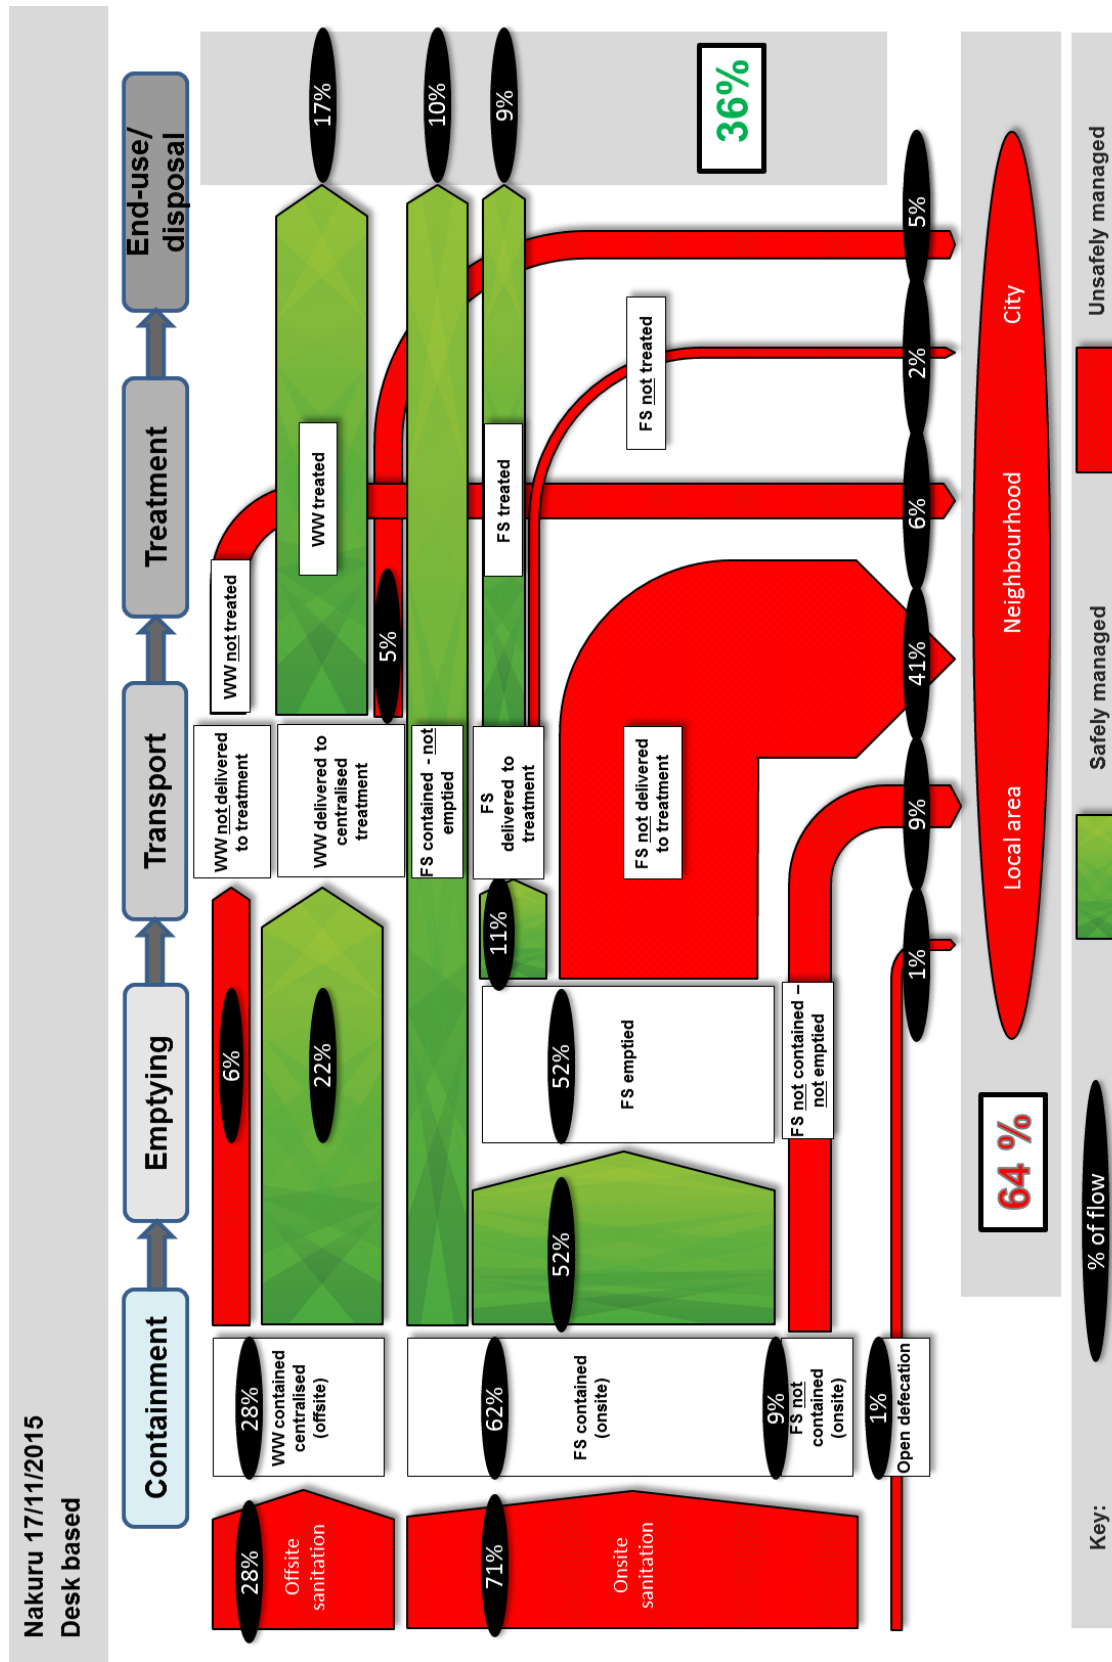 Nakuru 17/11/2015
Desk based
Containment
Emptying
Transport
Treatment
End-use/
disposal
28%
Offsite
sanitation
28%
WW contained
centralised
(offsite)
6%
22%
WW not delivered
to treatment
WW delivered to
centralised
treatment
WW not treated
WW treated
17%
5%
71%
Onsite
sanitation
62%
FS contained
(onsite)
FS contained - not
emptied
10%
52%
52%
FS emptied
11%
FS
delivered to
treatment
FS treated
9%
FS not treated
FS not delivered
to treatment
9%
FS not
contained
(onsite)
FS not contained –
not emptied
1%
Open defecation
36%
1%
9%
41%
6%
2%
5%
64 %
Local area
Neighbourhood
City
Key:
% of flow
Safely managed
Unsafely managed